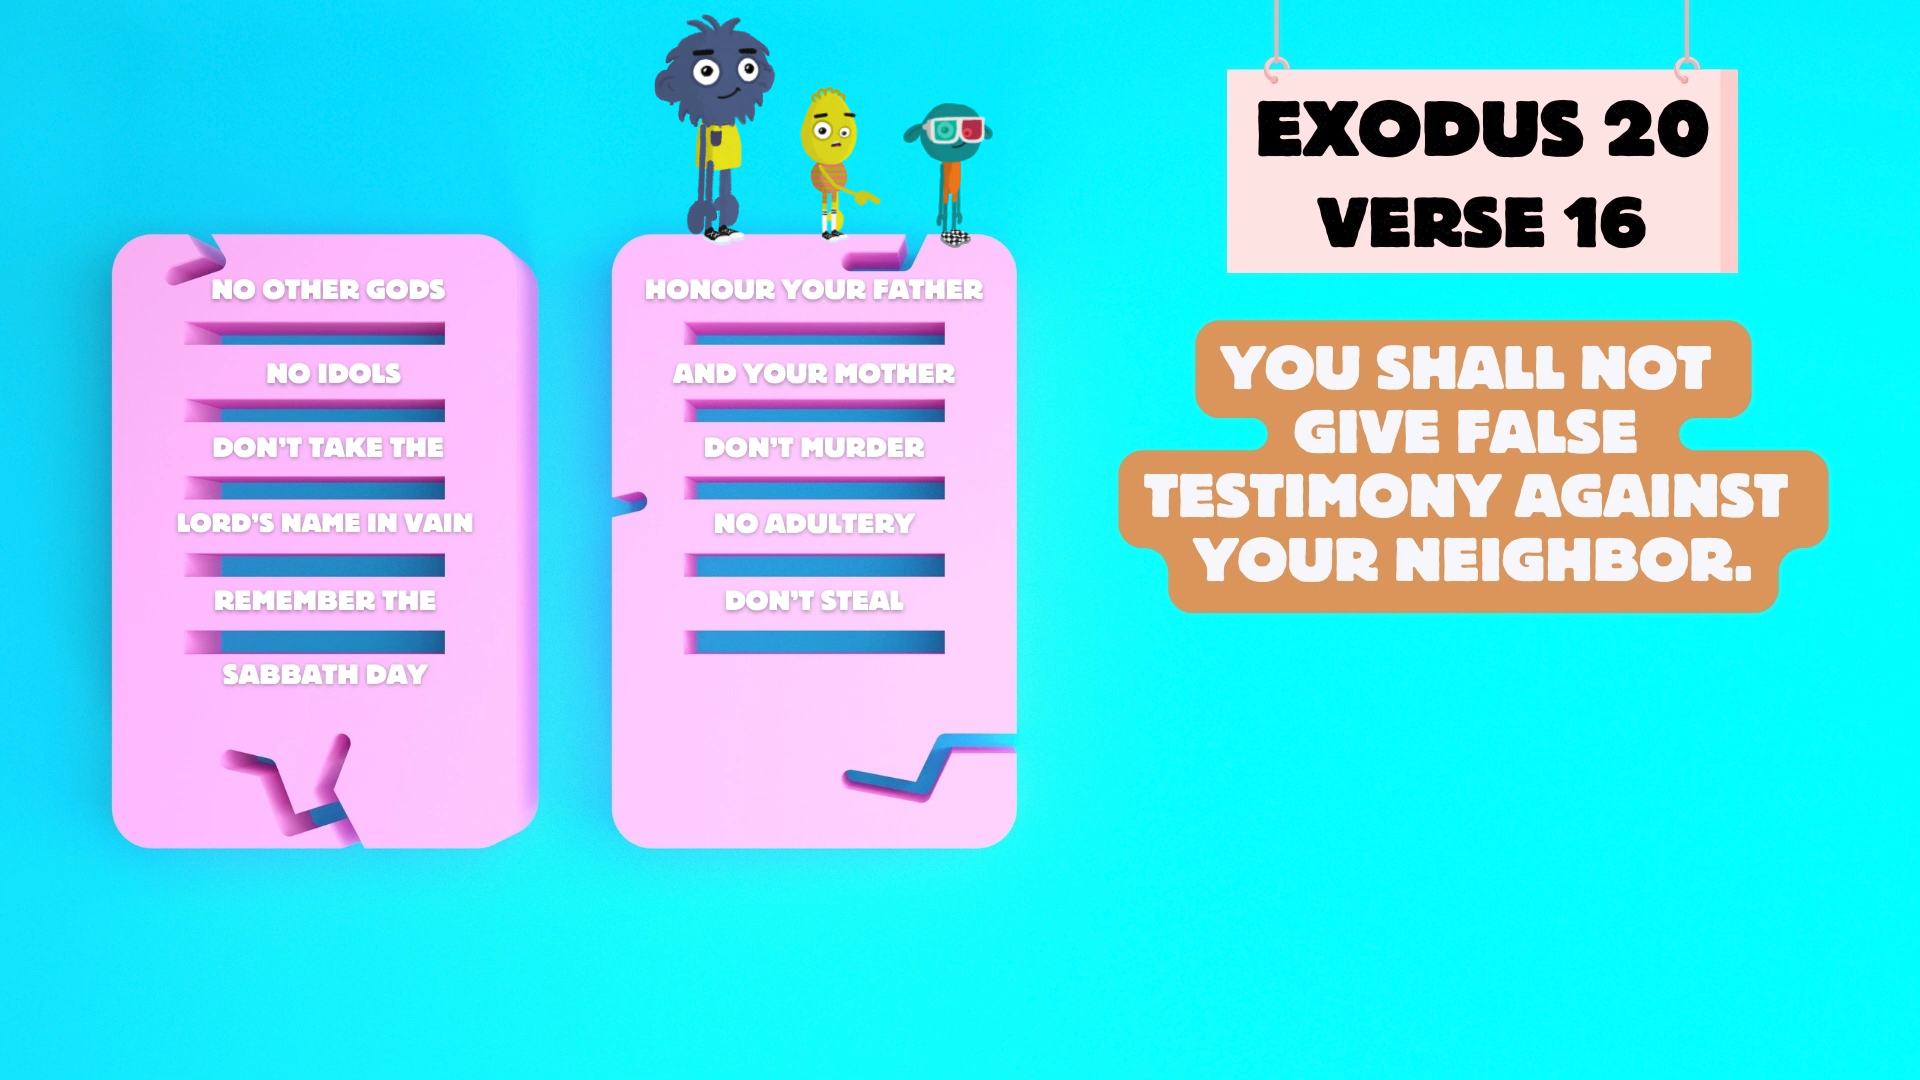 NO OTHER GODS
NO IDOLS
DON'T TAKE THE
LORD'S NAME IN VAIN
REMEMBER THE
SABBATH DAY
HONOUR YOUR FATHER
AND YOUR MOTHER
DON'T MURDER
NO ADULTERY
DON'T STEAL
EXODUS 20
VERSE 16
YOU SHALL NOT
GIVE FALSE
TESTIMONY AGAINST
YOUR NEIGHBOR.